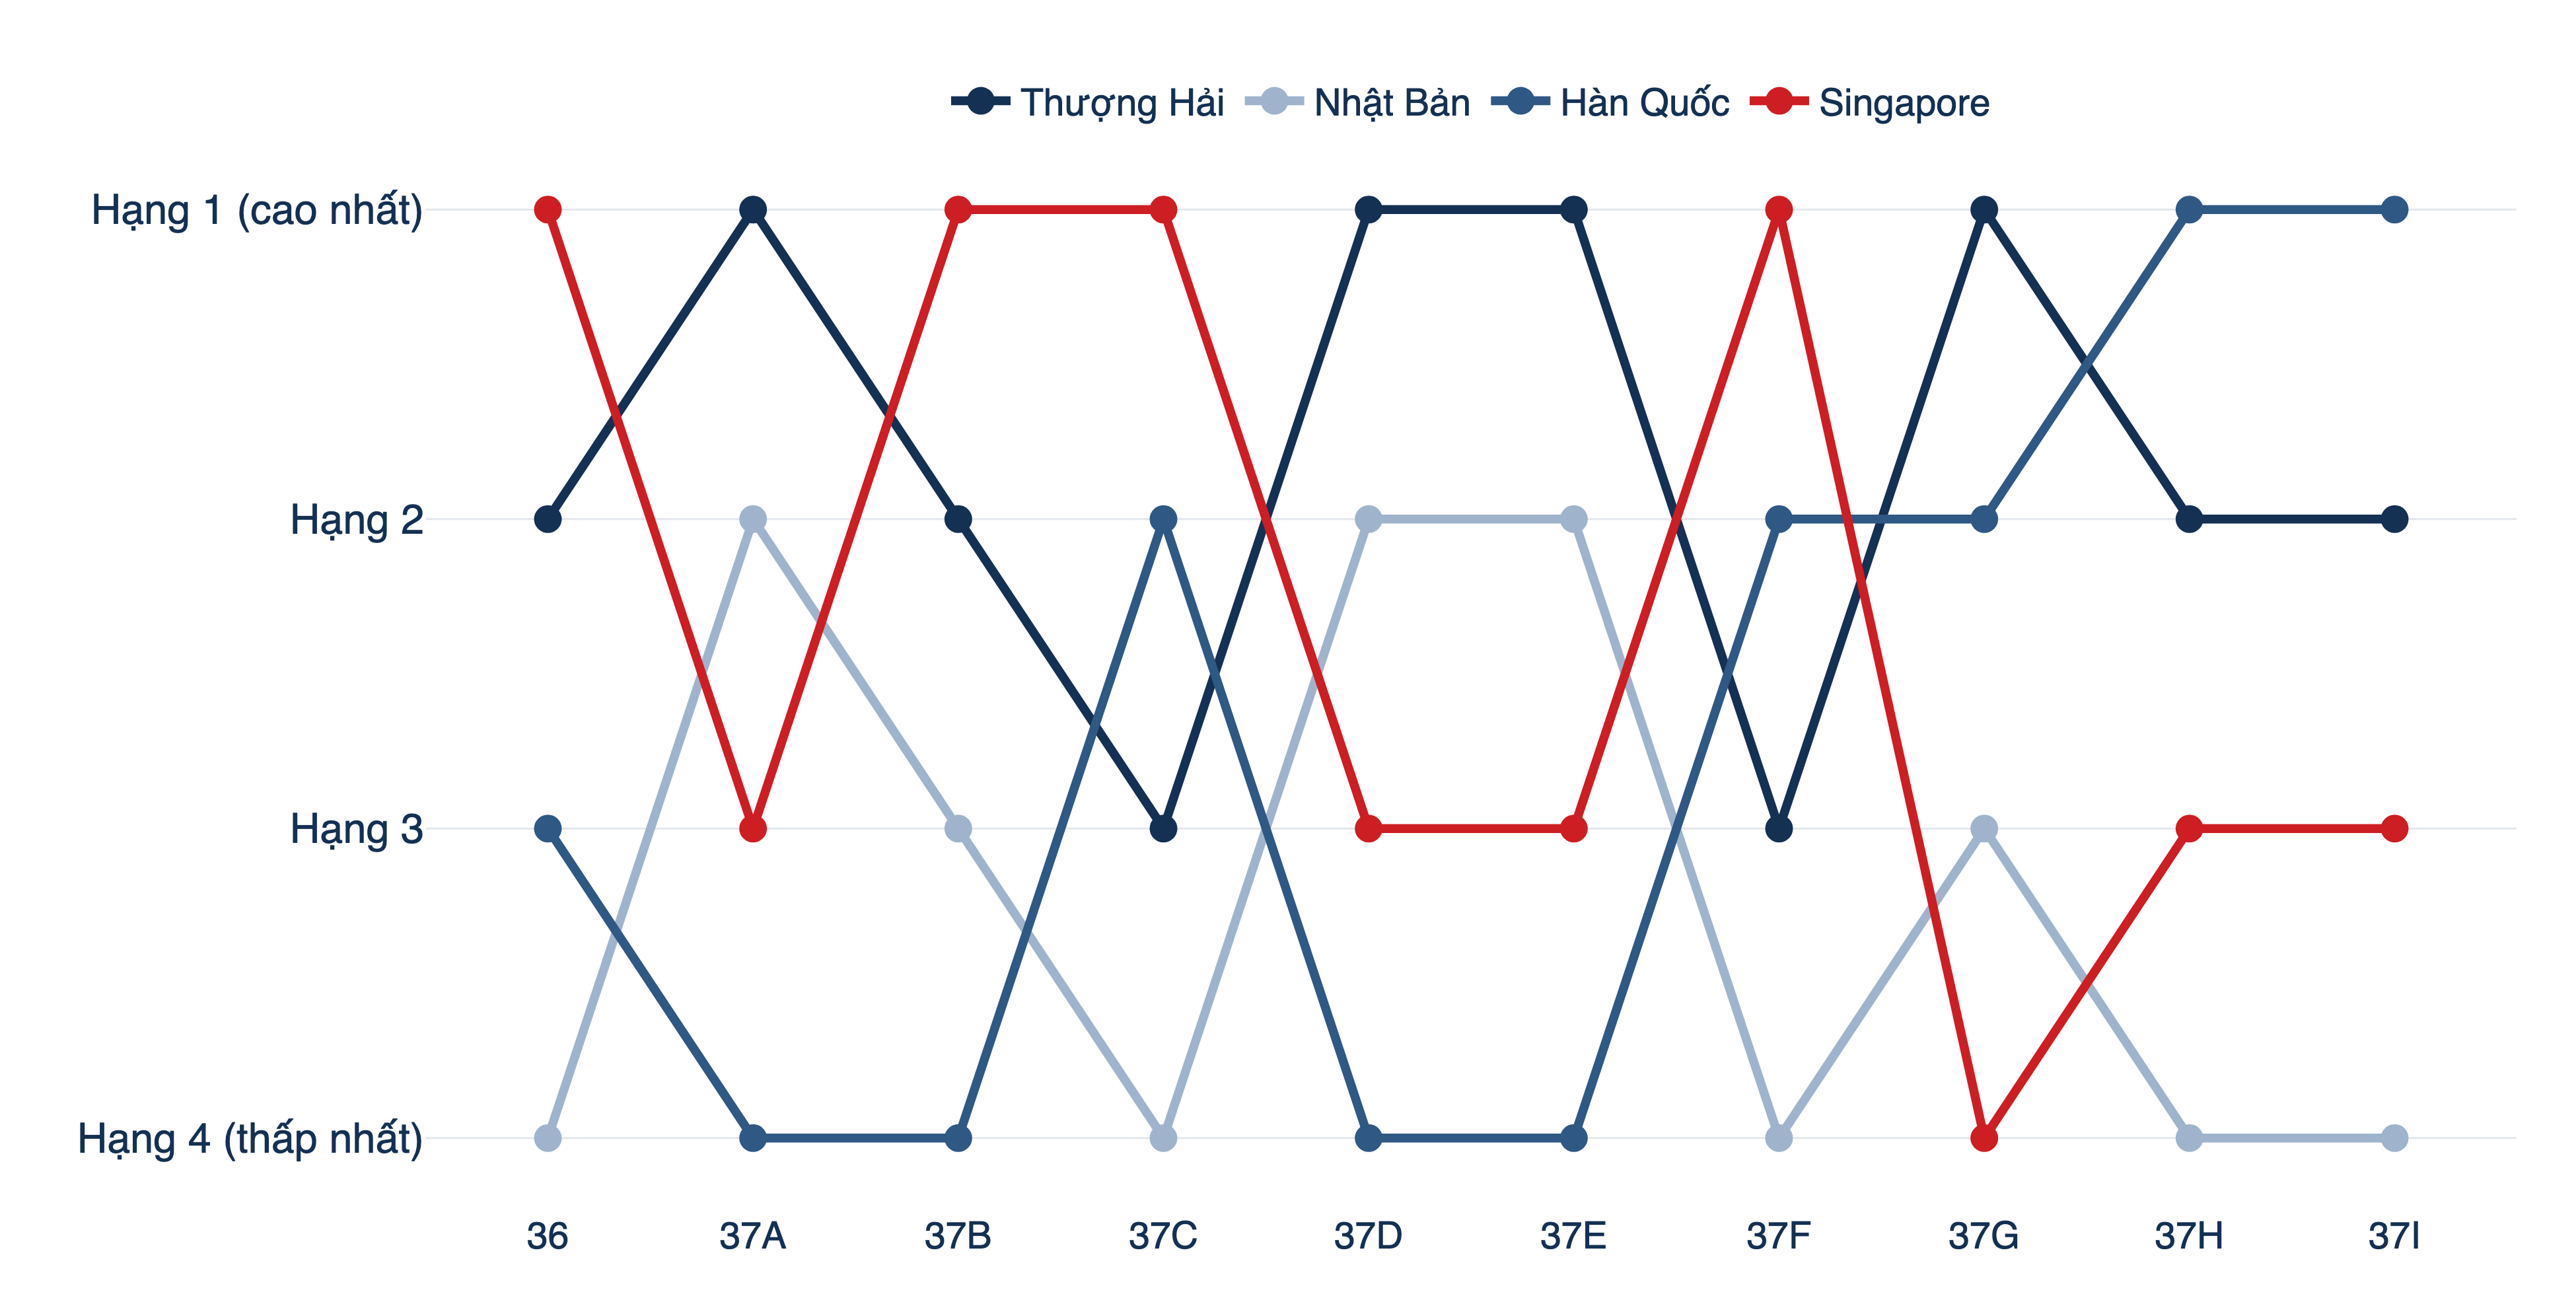 Thượng Hải Nhật Bản Hàn Quốc Singapore
Hạng 1 (cao nhất)
Hạng 2
Hạng 3
Hạng 4 (thấp nhất)
36 37A 37B 37C 37D 37E 37F 37G 37H 37I